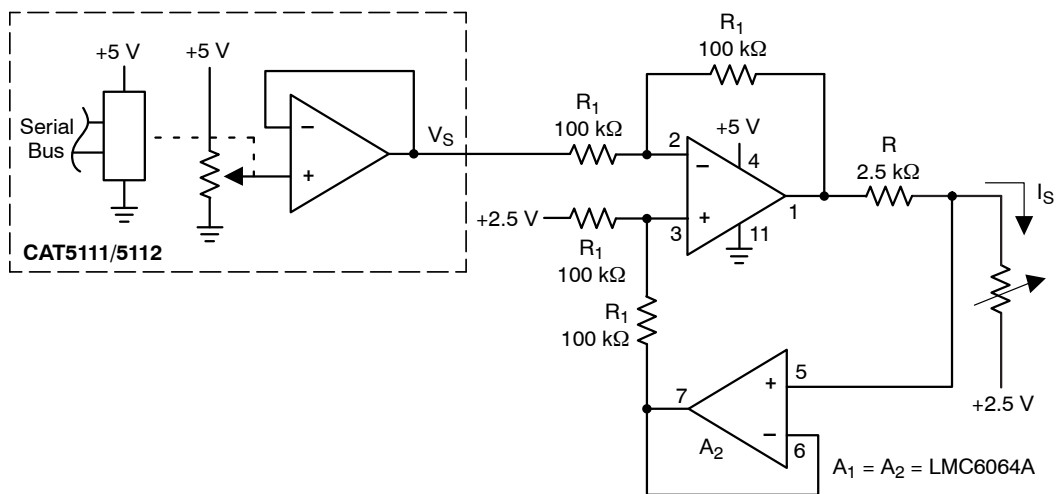 +5 V
+5 V
Serial
Bus
CAT5111/5112
–
+
VS
R1
100 kΩ
R1
100 kΩ
+5 V
2
–
4
+2.5 V
+
3
11
1
R1
100 kΩ
R
2.5 kΩ
IS
R1
100 kΩ
+2.5 V
7
+
5
–
6
A2
A1 = A2 = LMC6064A